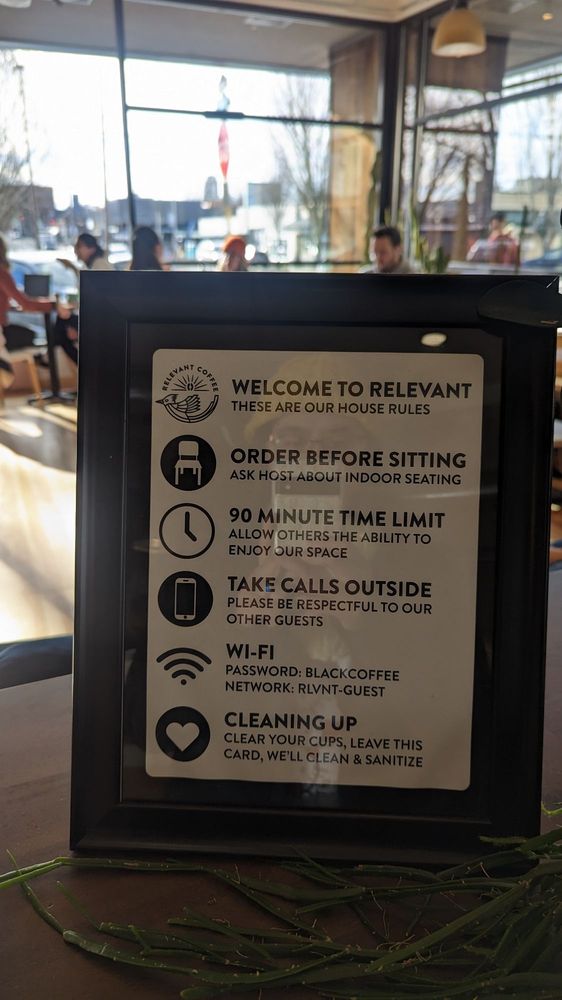 RELEVANT COFFEE
WELCOME TO RELEVANT
THESE ARE OUR HOUSE RULES
ORDER BEFORE SITTING
ASK HOST ABOUT INDOOR SEATING
90 MINUTE TIME LIMIT
ALLOW OTHERS THE ABILITY TO
ENJOY OUR SPACE
TAKE CALLS OUTSIDE
PLEASE BE RESPECTFUL TO OUR
OTHER GUESTS
WI-FI
PASSWORD: BLACKCOFFEE
NETWORK: RLVNT-GUEST
CLEANING UP
CLEAR YOUR CUPS, LEAVE THIS
CARD, WE'LL CLEAN & SANITIZE